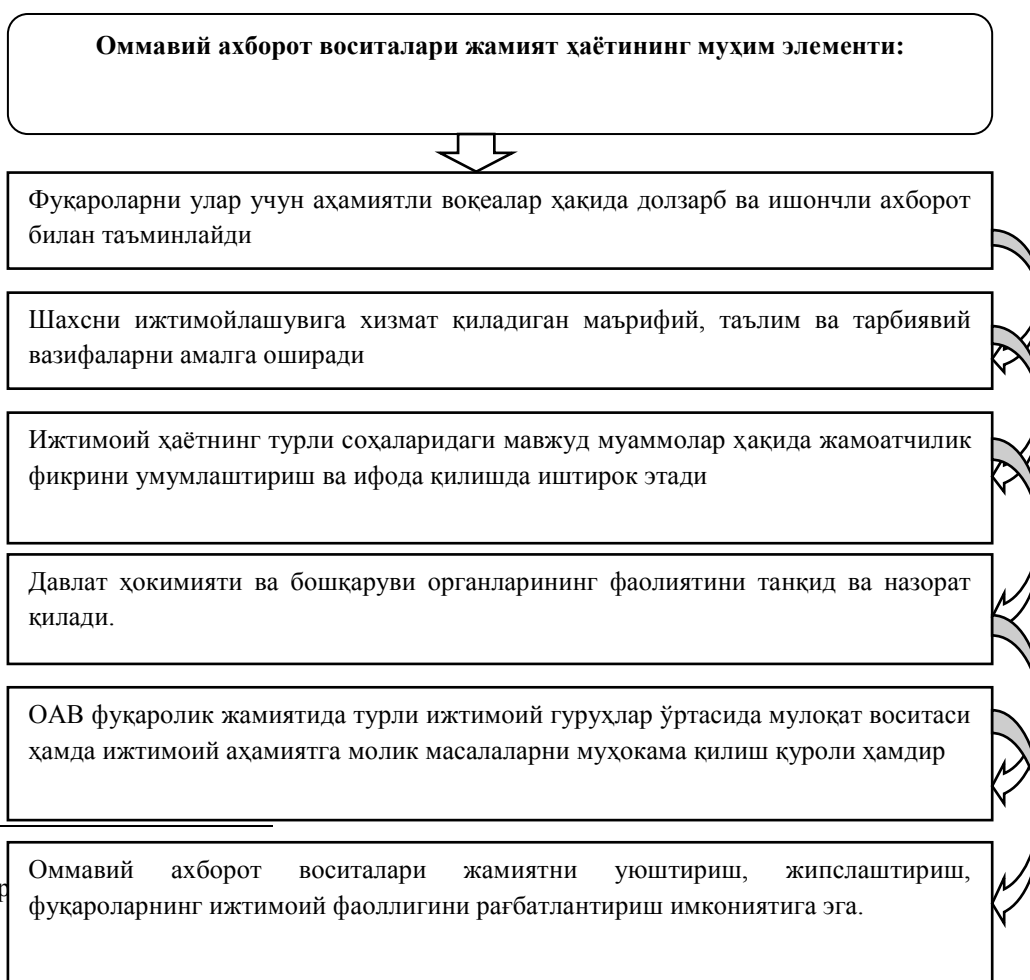 Оммавий ахборот воситалари жамият ҳаётининг муҳим элементи:
Фуқароларни улар учун аҳамиятли воқеалар ҳақида долзарб ва ишончли ахборот
билан таъминлайди
Шахсни ижтимойлашувига хизмат қиладиган маърифий, таълим ва тарбиявий
вазифаларни амалга оширади
Ижтимоий ҳаётнинг турли соҳаларидаги мавжуд муаммолар ҳақида жамоатчилик
фикрини умумлаштириш ва ифода қилишда иштирок этади
Давлат ҳокимияти ва бошқаруви органларининг фаолиятини танқид ва назорат
қилади.
ОАВ фуқаролик жамиятида турли ижтимоий гуруҳлар ўртасида мулоқат воситаси
ҳамда ижтимоий аҳамиятга молик масалаларни муҳокама қилиш қуроли ҳамдир
Оммавий ахборот воситалари жамиятни уюштириш, жипслаштириш,
фуқароларнинг ижтимоий фаоллигини рағбатлантириш имкониятига эга.